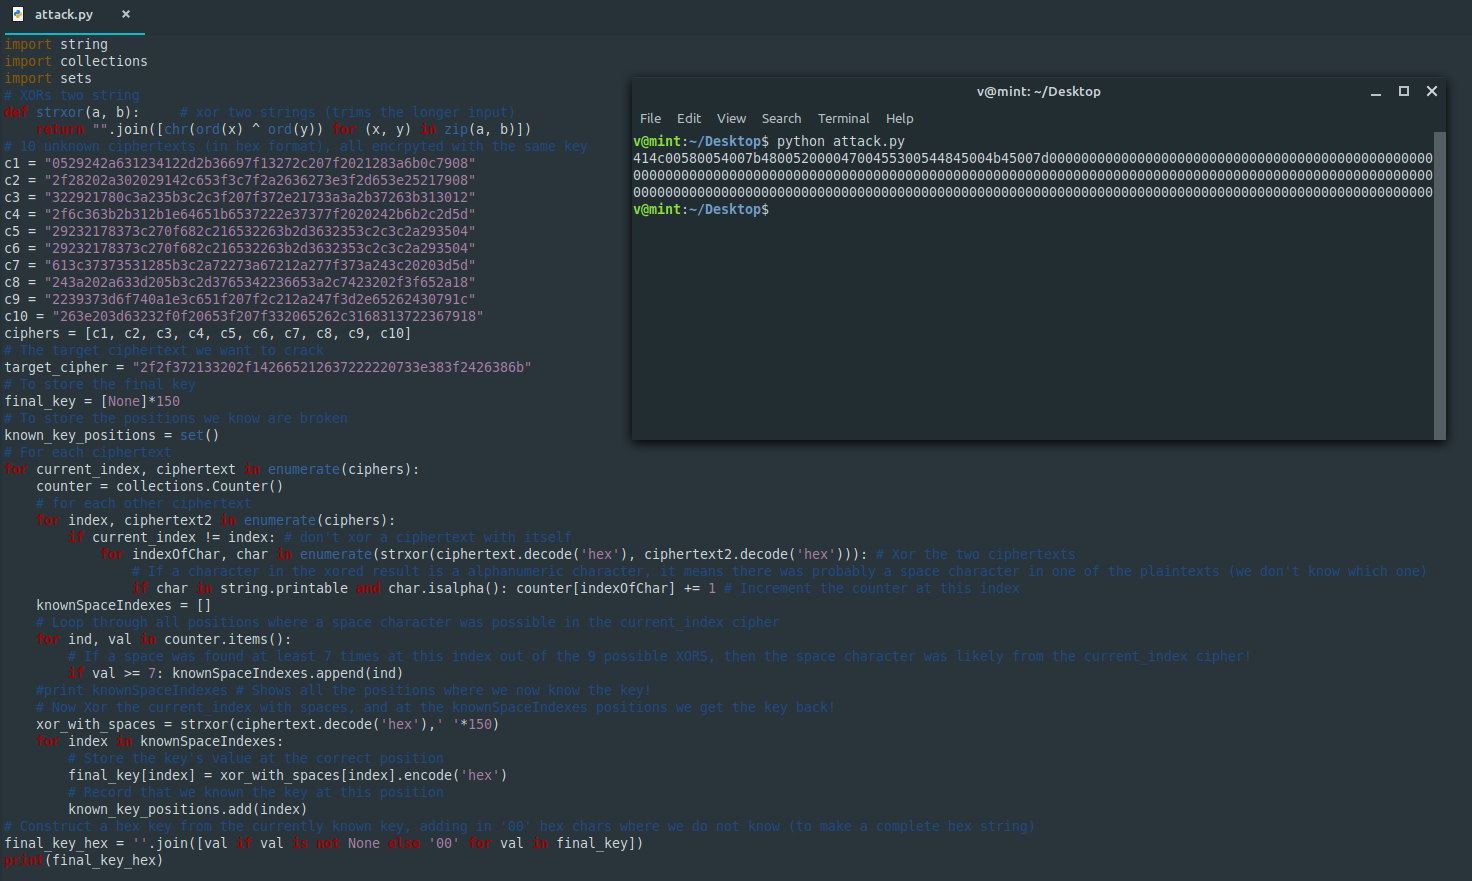 attack.py ×
import string
import collections
import sets
# XORs two string
def strxor(a, b):     # xor two strings (trims the longer input)
    return "".join([chr(ord(x) ^ ord(y)) for (x, y) in zip(a, b)])
# 10 unknown ciphertexts (in hex format), all encrpyted with the same key
c1 = "0529242a631234122d2b36697f13272c207f2021283a6b0c7908"
c2 = "2f28202a302029142c653f3c7f2a2636273e3f2d653e25217908"
c3 = "322921780c3a235b3c2c3f207f372e21733a3a2b37263b313012"
c4 = "2f6c363b2b312b1e64651b6537222e37377f2020242b6b2c2d5d"
c5 = "29232178373c270f682c216532263b2d3632353c2c3c2a293504"
c6 = "29232178373c270f682c216532263b2d3632353c2c3c2a293504"
c7 = "613c37373531285b3c2a72273a67212a277f373a243c20203d5d"
c8 = "243a202a633d205b3c2d3765342236653a2c7423202f3f652a18"
c9 = "2239373d6f740a1e3c651f207f2c212a247f3d2e65262430791c"
c10 = "263e203d63232f0f20653f207f332065262c3168313722367918"
ciphers = [c1, c2, c3, c4, c5, c6, c7, c8, c9, c10]
# The target ciphertext we want to crack
target_cipher = "2f2f372133202f142665212637222220733e383f2426386b"
# To store the final key
final_key = [None]*150
# To store the positions we know are broken
known_key_positions = set()
# For each ciphertext
for current_index, ciphertext in enumerate(ciphers):
    counter = collections.Counter()
    # for each other ciphertext
    for index, ciphertext2 in enumerate(ciphers):
        if current_index != index: # don't xor a ciphertext with itself
            for indexOfChar, char in enumerate(strxor(ciphertext.decode('hex'), ciphertext2.decode('hex'))): # Xor the two ciphertexts
                # If a character in the xored result is a alphanumeric character, it means there was probably a space character in one of the plaintexts (we don't know which one)
                if char in string.printable and char.isalpha(): counter[indexOfChar] += 1 # Increment the counter at this index
    knownSpaceIndexes = []
    # Loop through all positions where a space character was possible in the current_index cipher
    for ind, val in counter.items():
        # If a space was found at least 7 times at this index out of the 9 possible XORS, then the space character was likely from the current_index cipher!
        if val >= 7: knownSpaceIndexes.append(ind)
    #print knownSpaceIndexes # Shows all the positions where we now know the key!
    # Now Xor the current_index with spaces, and at the knownSpaceIndexes positions we get the key back!
    xor_with_spaces = strxor(ciphertext.decode('hex'),' '*150)
    for index in knownSpaceIndexes:
        # Store the key's value at the correct position
        final_key[index] = xor_with_spaces[index].encode('hex')
        # Record that we known the key at this position
        known_key_positions.add(index)
# Construct a hex key from the currently known key, adding in '00' hex chars where we do not know (to make a complete hex string)
final_key_hex = ''.join([val if val is not None else '00' for val in final_key])
print(final_key_hex)
v@mint: ~/Desktop
File Edit View Search Terminal Help
v@mint:~/Desktop$ python attack.py
414c00580054007b48005200004700455300544845004b45007d000000000000000000000000000000000000000000000000
0000000000000000000000000000000000000000000000000000000000000000000000000000000000000000000000000000
0000000000000000000000000000000000000000000000000000000000000000000000000000000000000000000000000000
v@mint:~/Desktop$